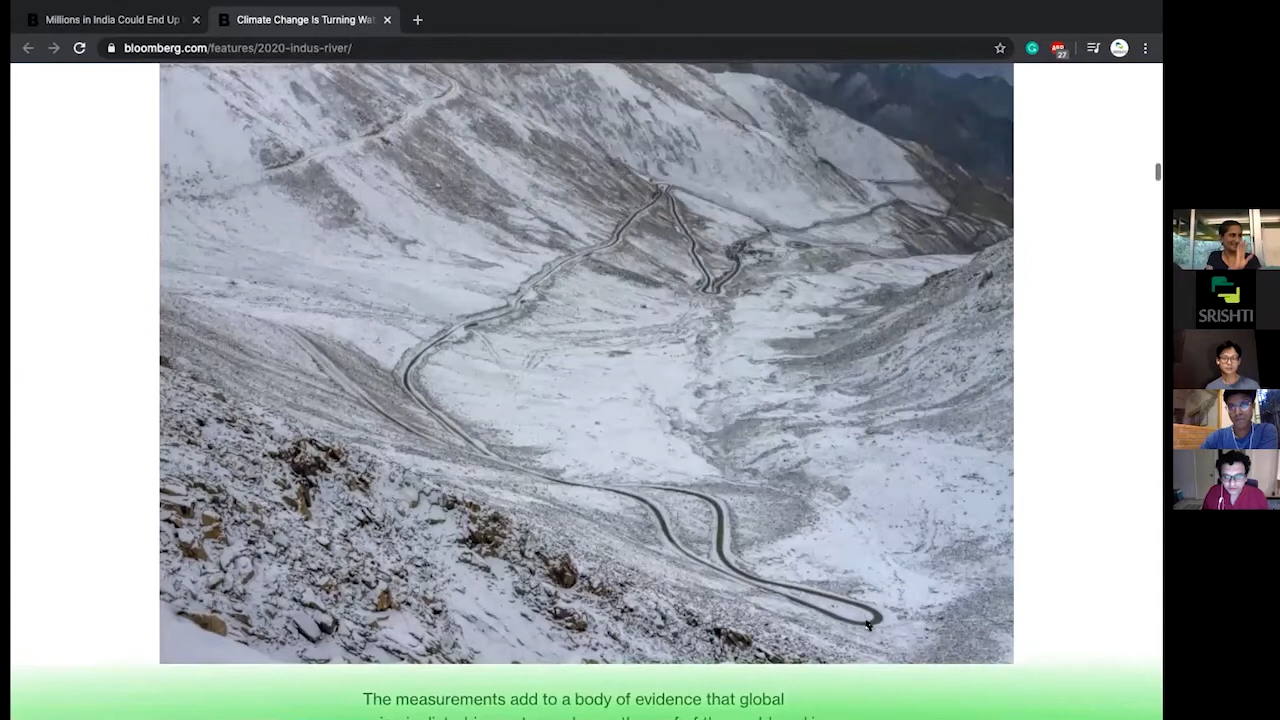 Millions in India Could End Up
Climate Change Is Turning Wat
bloomberg.com/features/2020-indus-river/
27
SRISHTI
The measurements add to a body of evidence that global